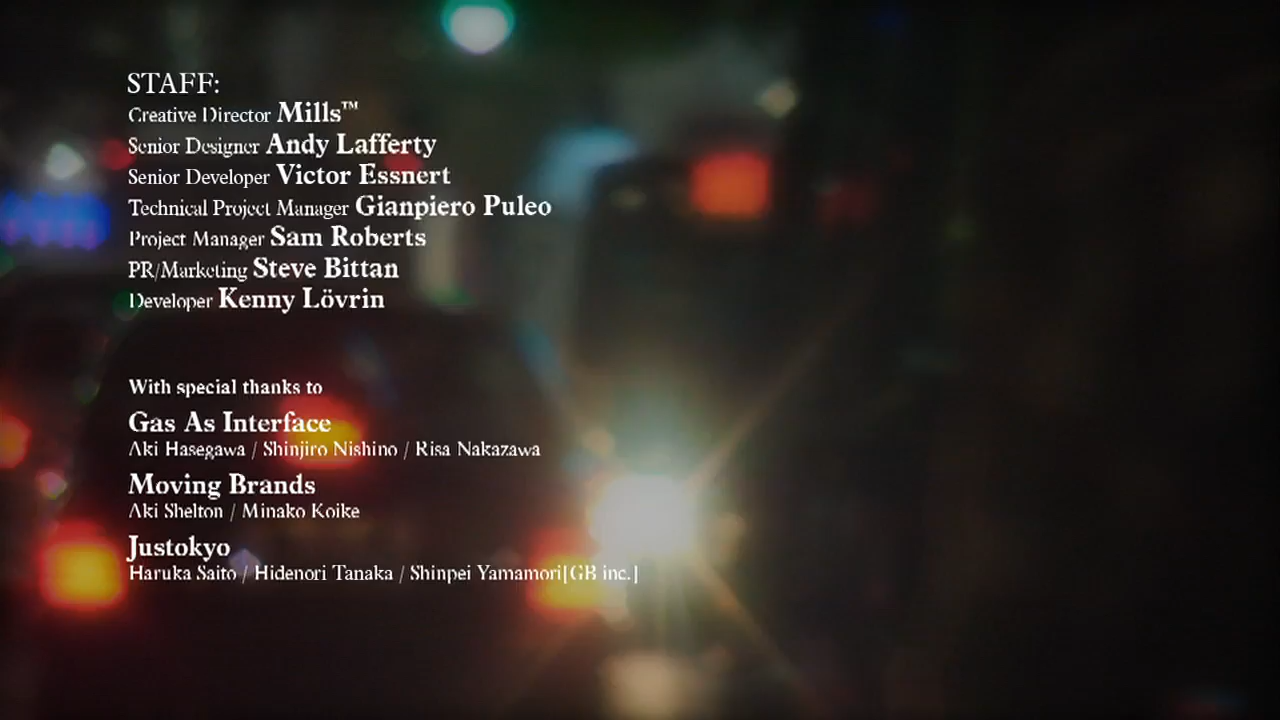 STAFF:
Creative Director Mills™
Senior Designer Andy Lafferty
Senior Developer Victor Essnert
Technical Project Manager Gianpiero Puleo
Project Manager Sam Roberts
PR/Marketing Steve Bittan
Developer Kenny Lövrin
With special thanks to
Gas As Interface
Aki Hasegawa / Shinjiro Nishino / Risa Nakazawa
Moving Brands
Aki Shelton / Minako Koike
Justokyo
Haruka Saito / Hidenori Tanaka / Shinpei Yamamori[GB inc.]